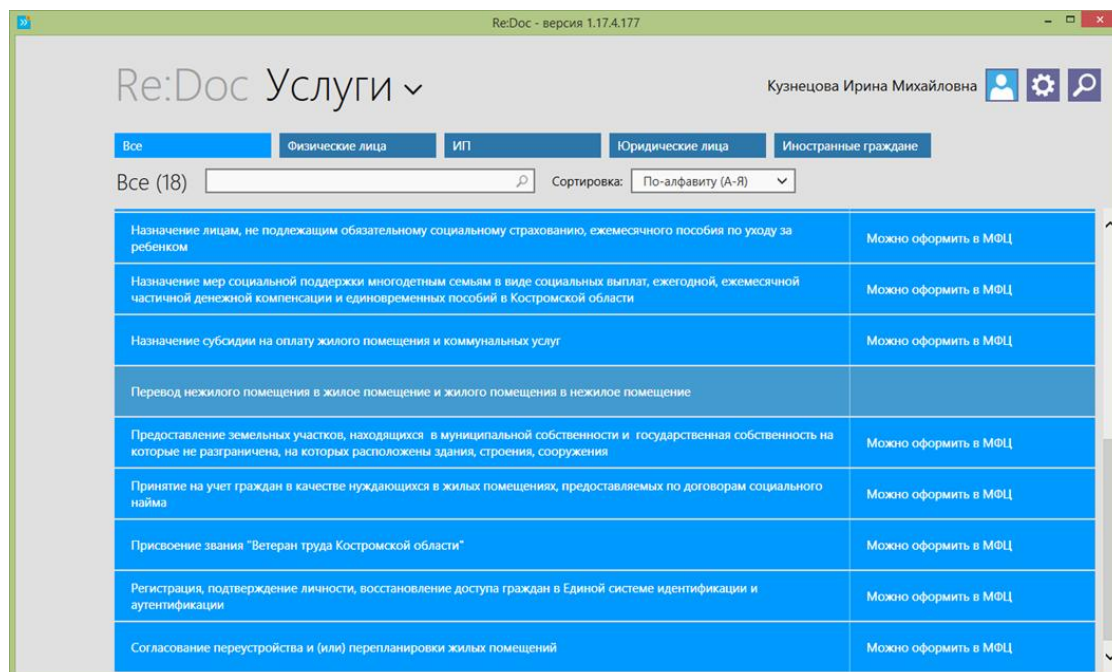 Re:Doc - версия 1.17.4.177
Re:Doc Услуги
Кузнецова Ирина Михайловна
Все
Физические лица
ИП
Юридические лица
Иностранные граждане
Все (18)
Сортировка:
По-алфавиту (А-Я)
Назначение лицам, не подлежащим обязательному социальному страхованию, ежемесячного пособия по уходу за
ребенком
Можно оформить в МФЦ
Назначение мер социальной поддержки многодетным семьям в виде социальных выплат, ежегодной, ежемесячной
частичной денежной компенсации и единовременных пособий в Костромской области
Можно оформить в МФЦ
Назначение субсидии на оплату жилого помещения и коммунальных услуг
Можно оформить в МФЦ
Перевод нежилого помещения в жилое помещение и жилого помещения в нежилое помещение
Предоставление земельных участков, находящихся в муниципальной собственности и государственная собственность на
которые не разграничена, на которых расположены здания, строения, сооружения
Можно оформить в МФЦ
Принятие на учет граждан в качестве нуждающихся в жилых помещениях, предоставляемых по договорам социального
найма
Можно оформить в МФЦ
Присвоение звания "Ветеран труда Костромской области"
Можно оформить в МФЦ
Регистрация, подтверждение личности, восстановление доступа граждан в Единой системе идентификации и
аутентификации
Можно оформить в МФЦ
Согласование переустройства и (или) перепланировки жилых помещений
Можно оформить в МФЦ